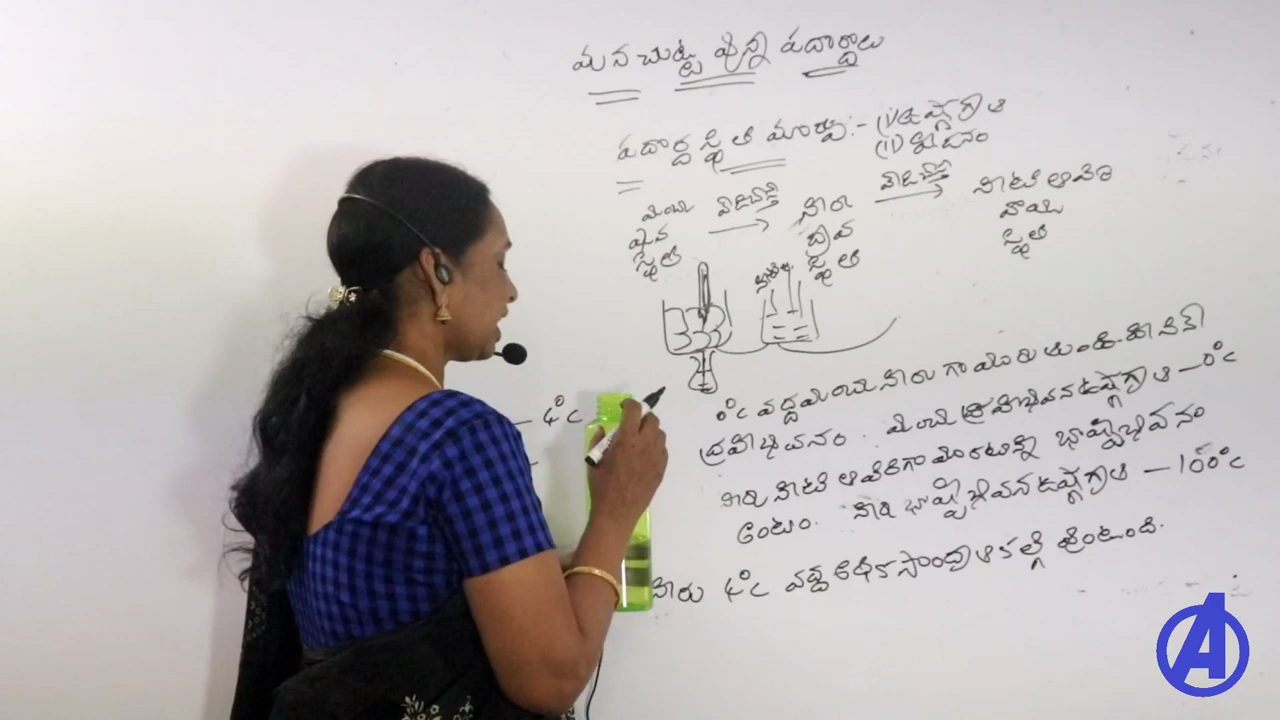 మన చుట్టు వున్న పదార్థాలు
పదార్థ స్థితి మార్పు:- (i) ఉష్ణోగ్రత
(ii) పీడనం
మంచు వేడిచేస్తే నీరు వేడిచేస్తే నీటి ఆవిరి
ఘన ద్రవ వాయు
స్థితి స్థితి స్థితి
0°C వద్ద మంచు నీరు గా మారుతుంది. దానినే
ద్రవీభవనం. మంచు ద్రవీభవన ఉష్ణోగ్రత – 0°C
నీరు నీటి ఆవిరిగా మారటాన్ని భాష్పీభవనం
అంటాం. నీటి భాష్పీభవన ఉష్ణోగ్రత – 100°C
4°C
నీరు 4°C వద్ద అధిక సాంద్రత కల్గి ఉంటుంది.